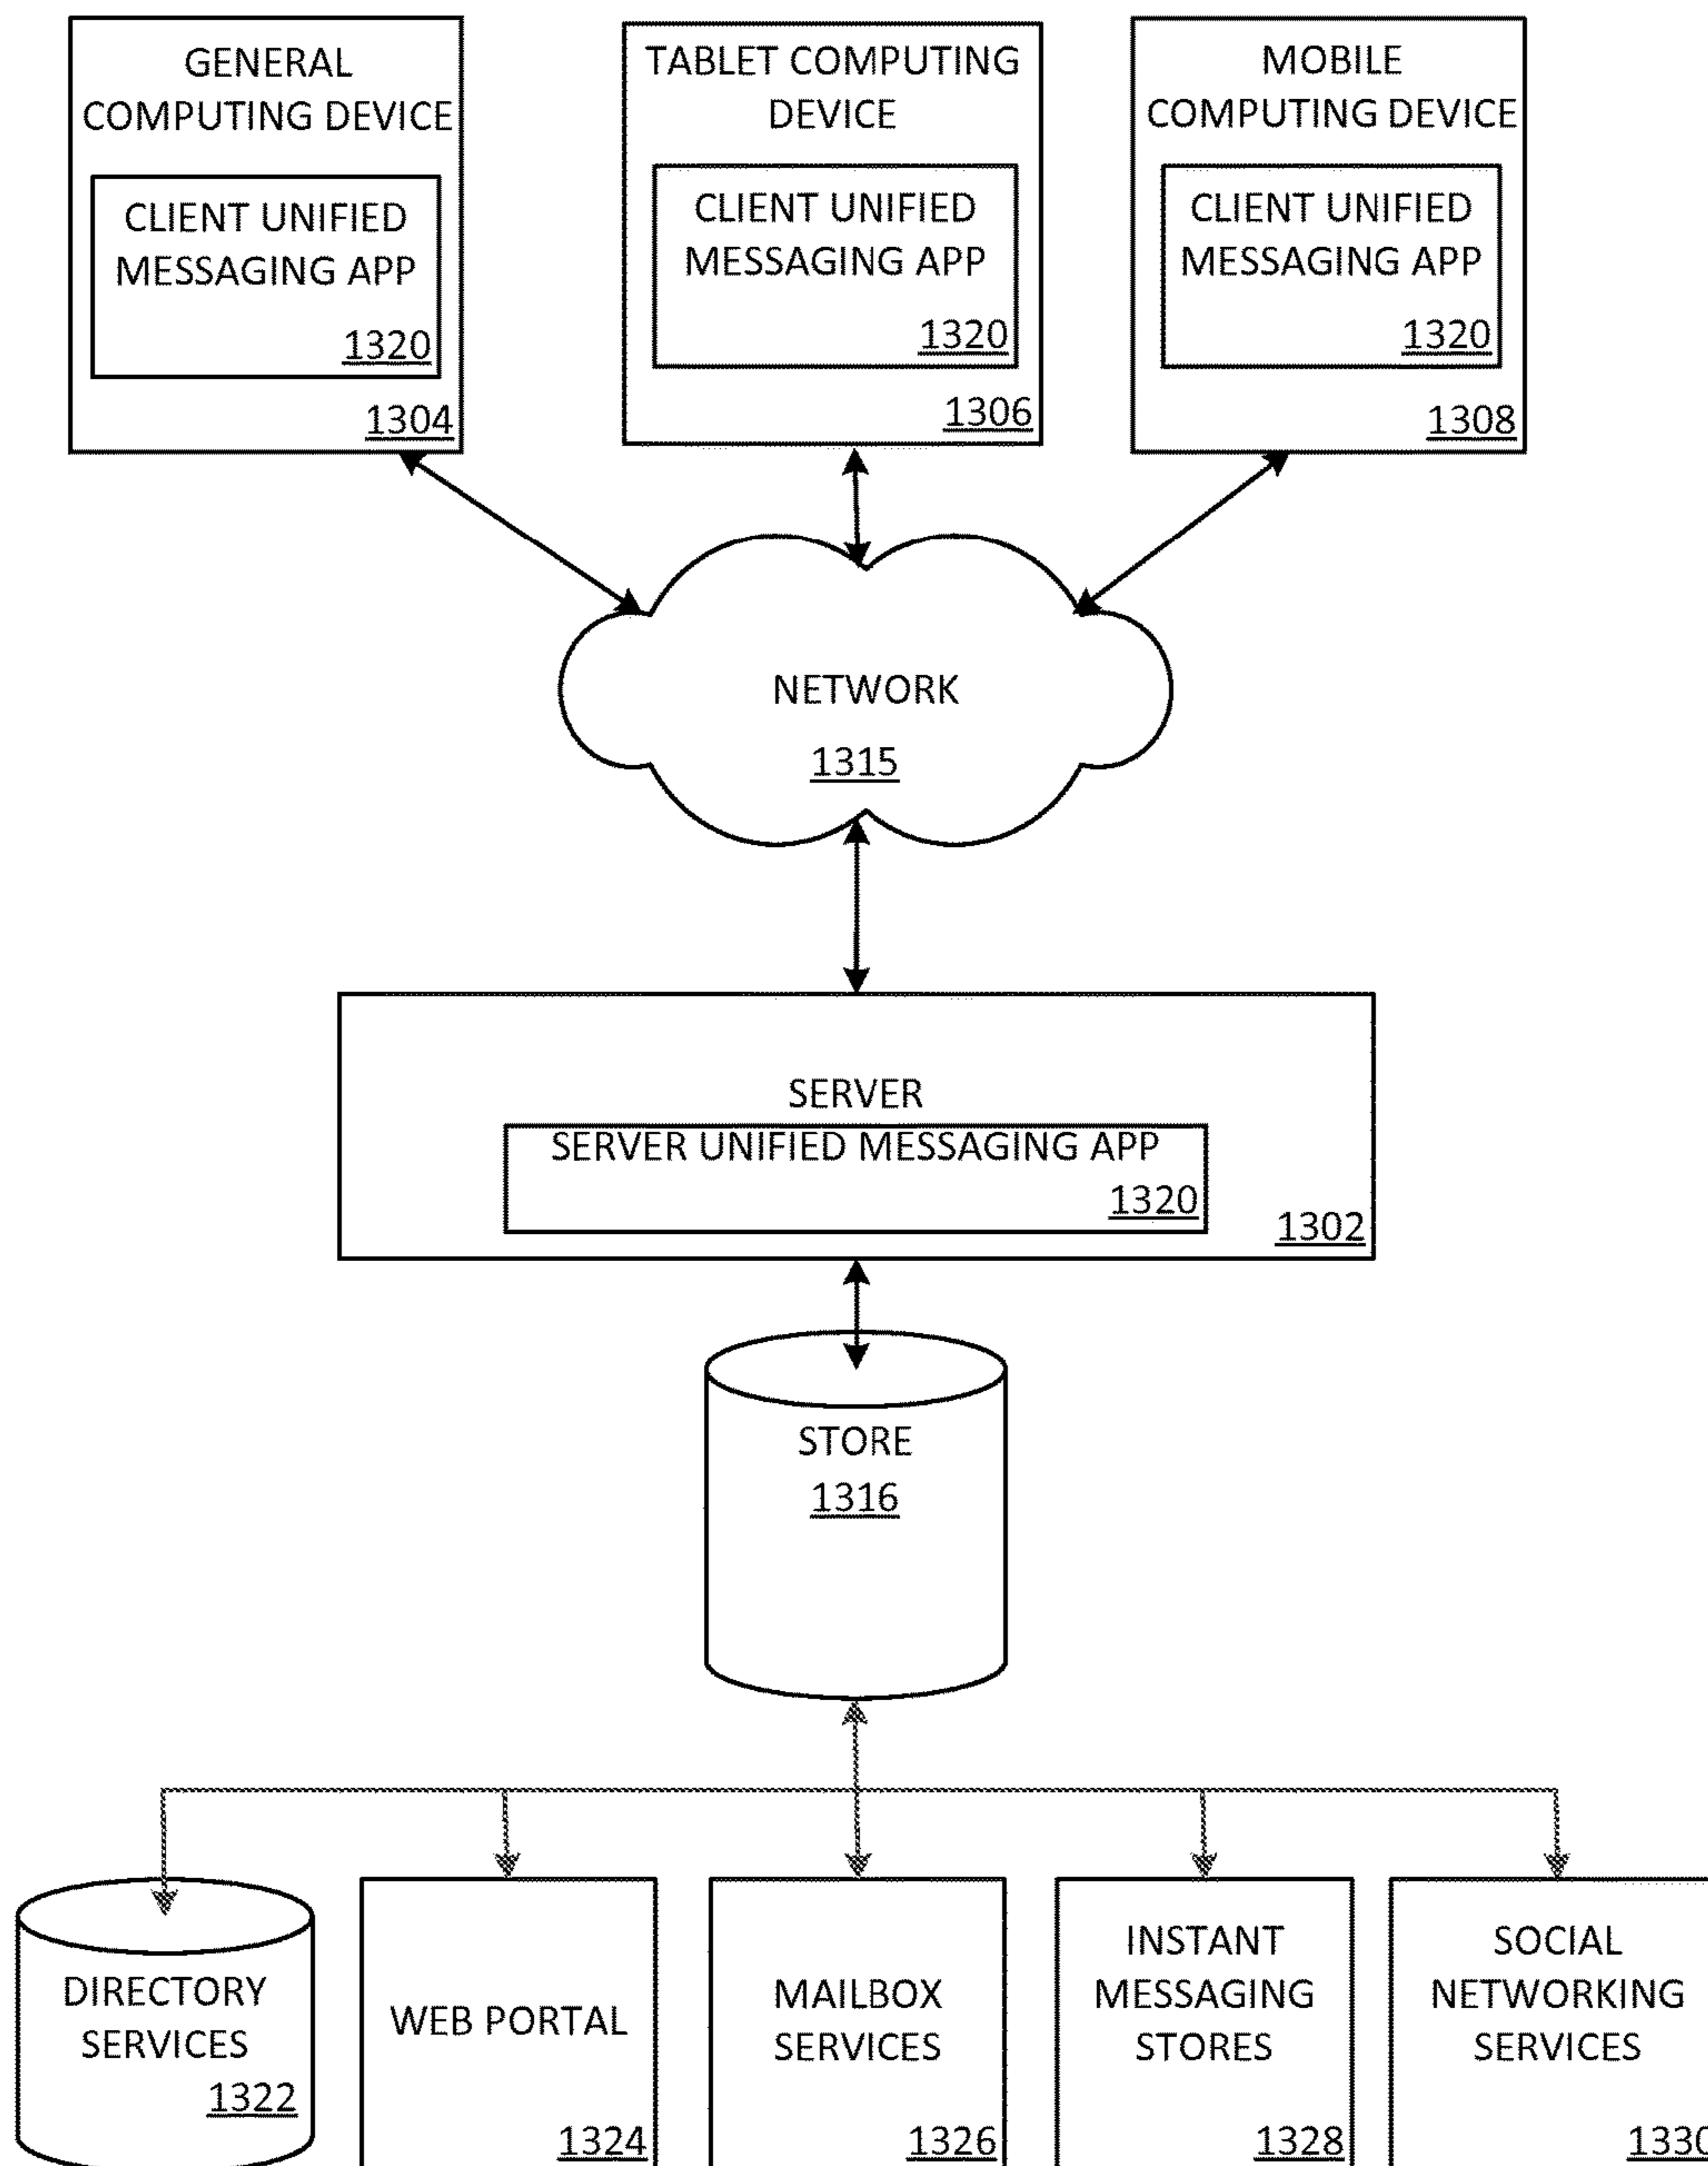 GENERAL
COMPUTING DEVICE
CLIENT UNIFIED
MESSAGING APP
1320
1304
TABLET COMPUTING
DEVICE
CLIENT UNIFIED
MESSAGING APP
1320
1306
MOBILE
COMPUTING DEVICE
CLIENT UNIFIED
MESSAGING APP
1320
1308
NETWORK
1315
SERVER
SERVER UNIFIED MESSAGING APP
1320
1302
STORE
1316
DIRECTORY
SERVICES
1322
WEB PORTAL
1324
MAILBOX
SERVICES
1326
INSTANT
MESSAGING
STORES
1328
SOCIAL
NETWORKING
SERVICES
1330